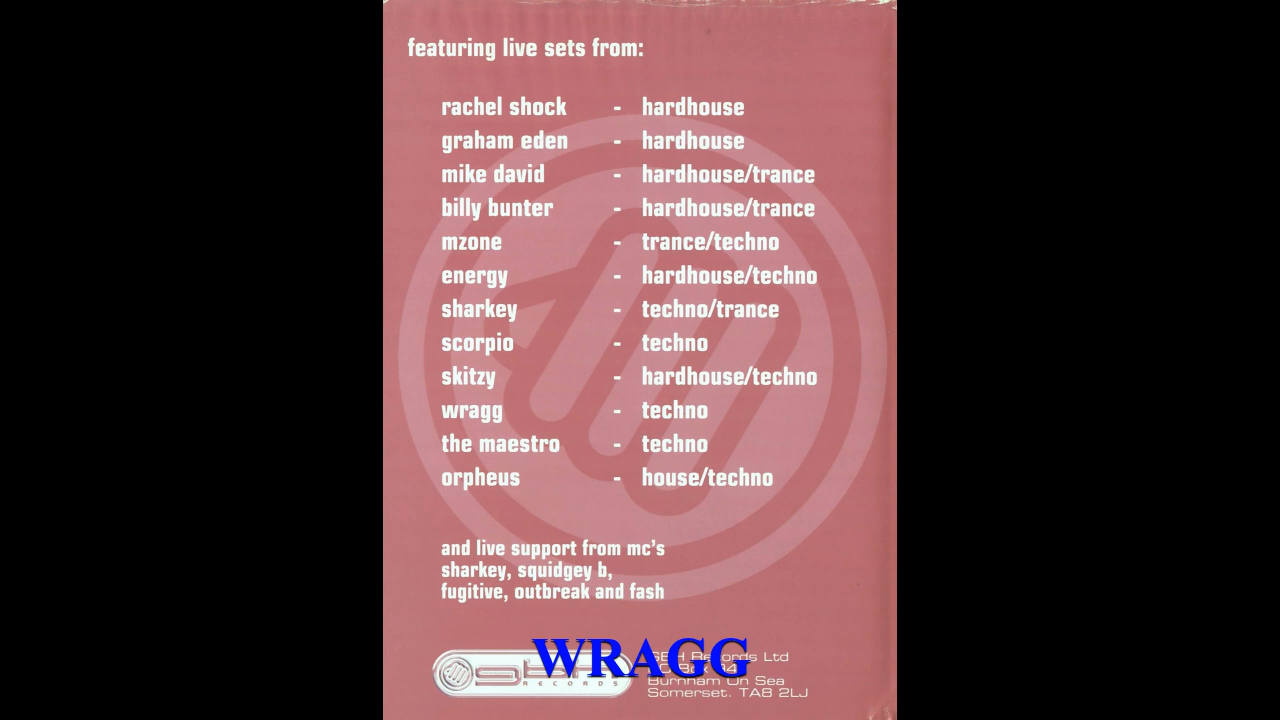 featuring live sets from:
rachel shock - hardhouse
graham eden - hardhouse
mike david - hardhouse/trance
billy bunter - hardhouse/trance
mzone - trance/techno
energy - hardhouse/techno
sharkey - techno/trance
scorpio - techno
skitzy - hardhouse/techno
wragg - techno
the maestro - techno
orpheus - house/techno
and live support from mc's
sharkey, squidgey b,
fugitive, outbreak and fash
WRAGG
RECORDS
Records Ltd
Burnham On Sea
Somerset. TA8 2LJ